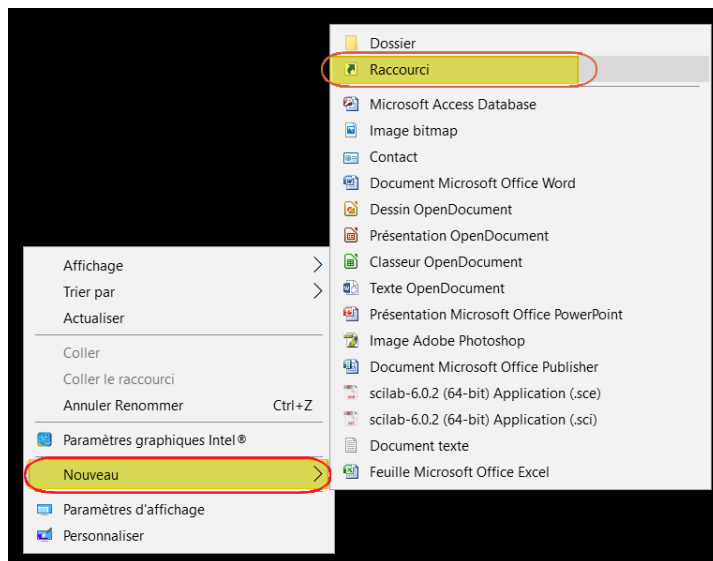 Dossier
Raccourci
Microsoft Access Database
Image bitmap
Contact
Document Microsoft Office Word
Dessin OpenDocument
Présentation OpenDocument
Classeur OpenDocument
Texte OpenDocument
Présentation Microsoft Office PowerPoint
Image Adobe Photoshop
Document Microsoft Office Publisher
scilab-6.0.2 (64-bit) Application (.sce)
scilab-6.0.2 (64-bit) Application (.sci)
Document texte
Feuille Microsoft Office Excel
Affichage
Trier par
Actualiser
Coller
Coller le raccourci
Annuler Renommer Ctrl+Z
Paramètres graphiques Intel®
Nouveau
Paramètres d'affichage
Personnaliser